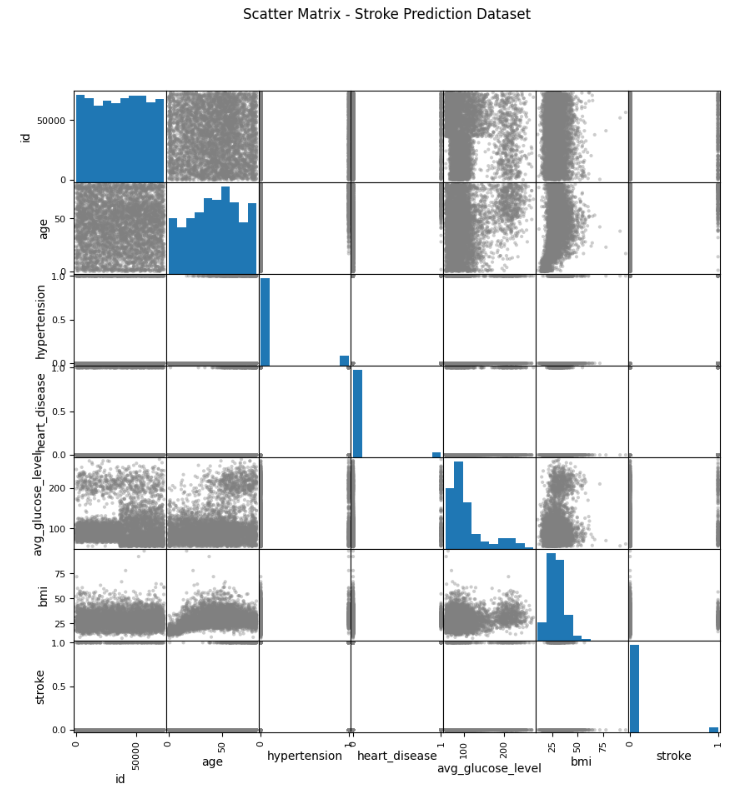 Scatter Matrix - Stroke Prediction Dataset
id
50000
0
age
50
0
hypertension
1.0
0.5
0.0
heart_disease
1.0
0.5
0.0
avg_glucose_level
200
100
bmi
75
50
25
stroke
1.0
0.5
0.0
0
50000
id
0
50
age
0
1
hypertension
0
1
heart_disease
100
200
avg_glucose_level
25
50
75
bmi
0
1
stroke